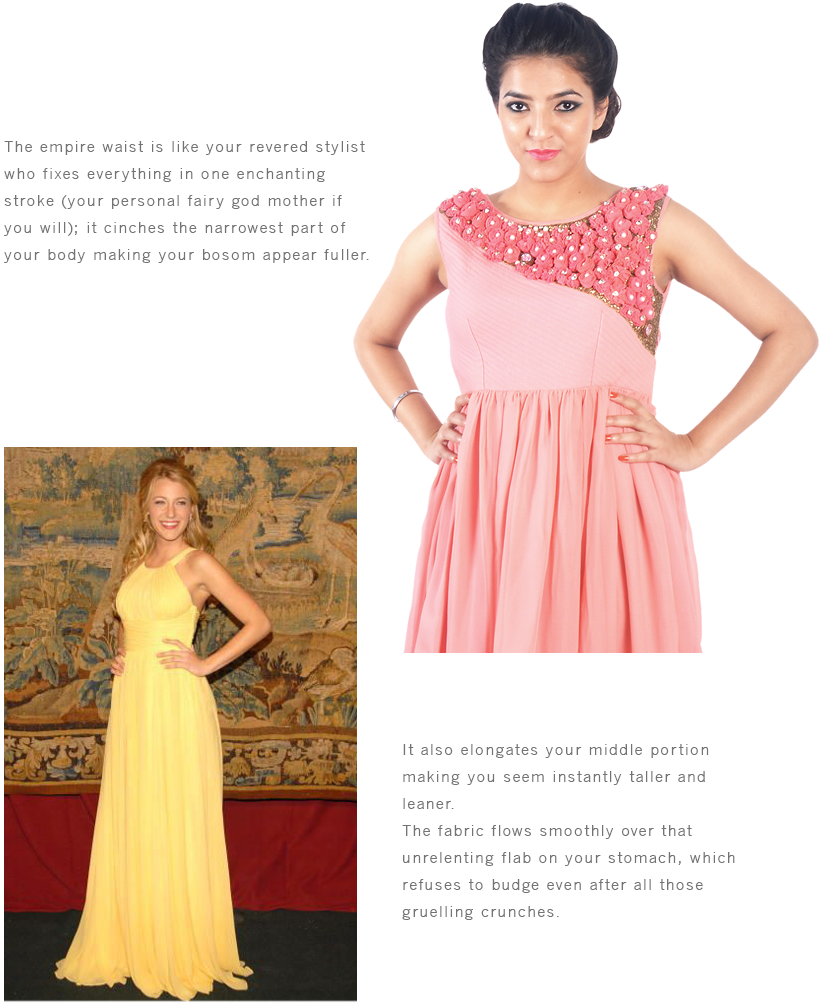 The empire waist is like your revered stylist
who fixes everything in one enchanting
stroke (your personal fairy god mother if
you will); it cinches the narrowest part of
your body making your bosom appear fuller.
It also elongates your middle portion
making you seem instantly taller and
leaner.
The fabric flows smoothly over that
unrelenting flab on your stomach, which
refuses to budge even after all those
gruelling crunches.